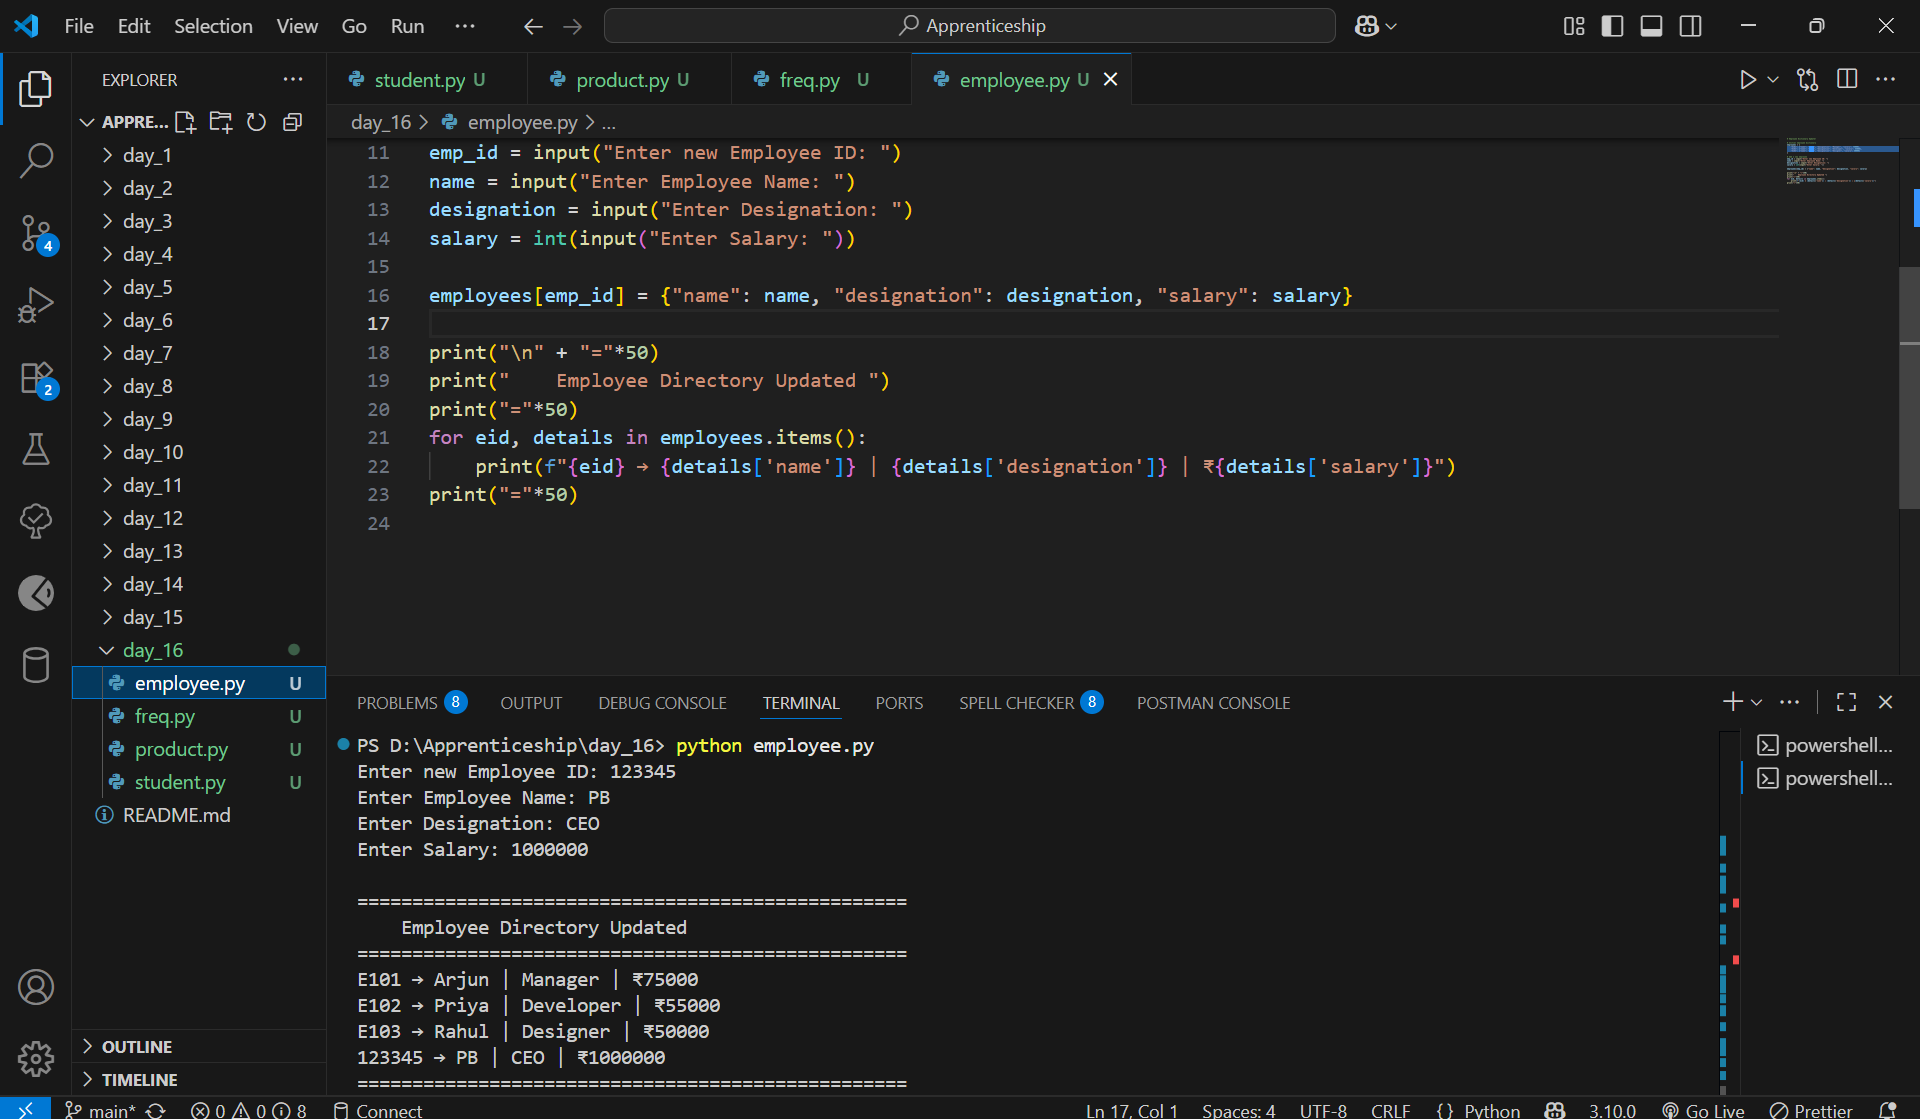 File Edit Selection View Go Run ···
Apprenticeship
EXPLORER ···
APPRE...
day_1
day_2
day_3
day_4
day_5
day_6
day_7
day_8
day_9
day_10
day_11
day_12
day_13
day_14
day_15
day_16
employee.py U
freq.py U
product.py U
student.py U
README.md
OUTLINE
TIMELINE
4
2
student.py U product.py U freq.py U employee.py U
day_16 > employee.py > ...
11 emp_id = input("Enter new Employee ID: ")
12 name = input("Enter Employee Name: ")
13 designation = input("Enter Designation: ")
14 salary = int(input("Enter Salary: "))
15
16 employees[emp_id] = {"name": name, "designation": designation, "salary": salary}
17
18 print("\n" + "="*50)
19 print("    Employee Directory Updated ")
20 print("="*50)
21 for eid, details in employees.items():
22     print(f"{eid} → {details['name']} | {details['designation']} | ₹{details['salary']}")
23 print("="*50)
24
PROBLEMS 8 OUTPUT DEBUG CONSOLE TERMINAL PORTS SPELL CHECKER 8 POSTMAN CONSOLE
PS D:\Apprenticeship\day_16> python employee.py
Enter new Employee ID: 123345
Enter Employee Name: PB
Enter Designation: CEO
Enter Salary: 1000000
==================================================
    Employee Directory Updated
==================================================
E101 → Arjun | Manager | ₹75000
E102 → Priya | Developer | ₹55000
E103 → Rahul | Designer | ₹50000
123345 → PB | CEO | ₹1000000
==================================================
powershell...
powershell...
main* 0 0 8 Connect Ln 17, Col 1 Spaces: 4 UTF-8 CRLF {} Python 3.10.0 Go Live Prettier